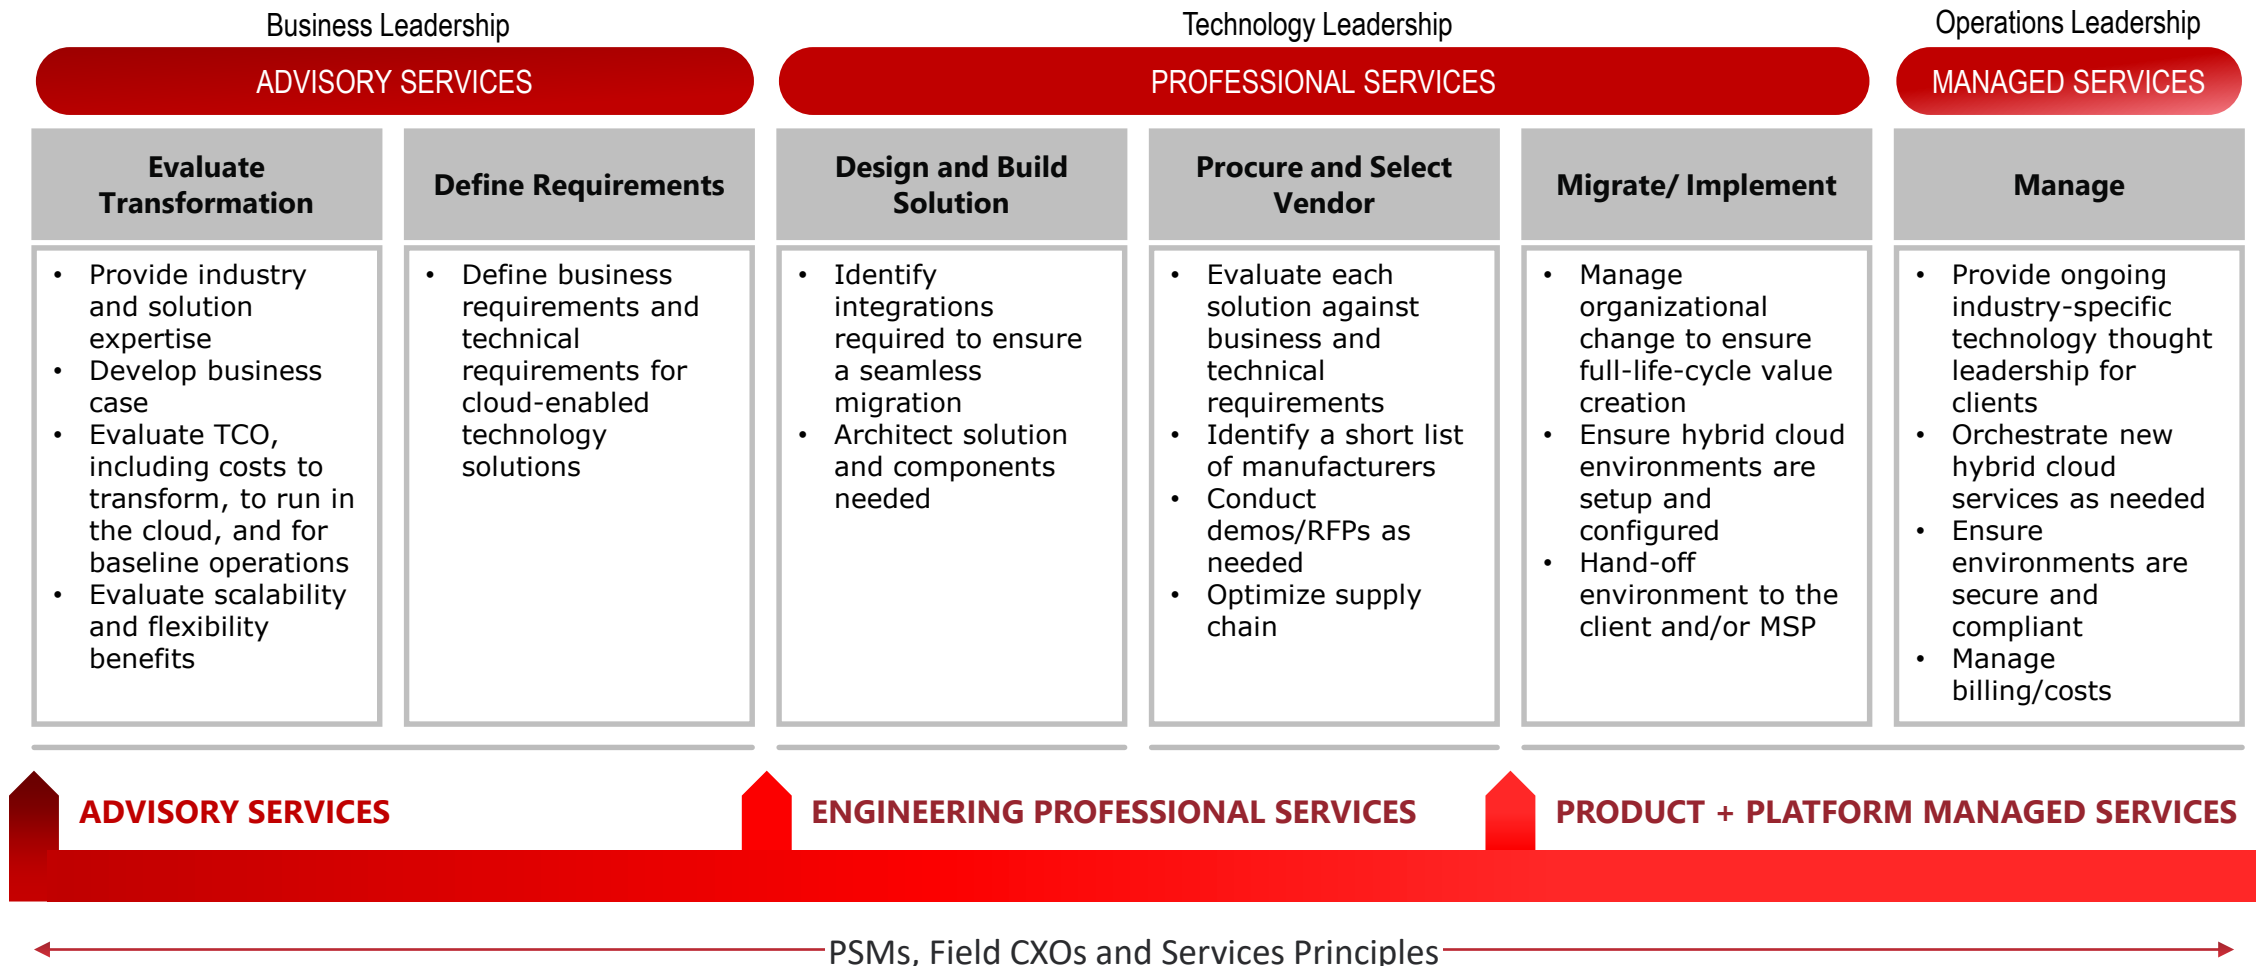 Business Leadership
Technology Leadership
Operations Leadership
ADVISORY SERVICES
PROFESSIONAL SERVICES
MANAGED SERVICES
Evaluate
Transformation
Define Requirements
Design and Build
Solution
Procure and Select
Vendor
Migrate/ Implement
Manage
• Provide industry
and solution
expertise
• Develop business
case
• Evaluate TCO,
including costs to
transform, to run in
the cloud, and for
baseline operations
• Evaluate scalability
and flexibility
benefits
• Define business
requirements and
technical
requirements for
cloud-enabled
technology
solutions
• Identify
integrations
required to ensure
a seamless
migration
• Architect solution
and components
needed
• Evaluate each
solution against
business and
technical
requirements
• Identify a short list
of manufacturers
• Conduct
demos/RFPs as
needed
• Optimize supply
chain
• Manage
organizational
change to ensure
full-life-cycle value
creation
• Ensure hybrid cloud
environments are
setup and
configured
• Hand-off
environment to the
client and/or MSP
• Provide ongoing
industry-specific
technology thought
leadership for
clients
• Orchestrate new
hybrid cloud
services as needed
• Ensure
environments are
secure and
compliant
• Manage
billing/costs
ADVISORY SERVICES
ENGINEERING PROFESSIONAL SERVICES
PRODUCT + PLATFORM MANAGED SERVICES
PSMs, Field CXOs and Services Principles